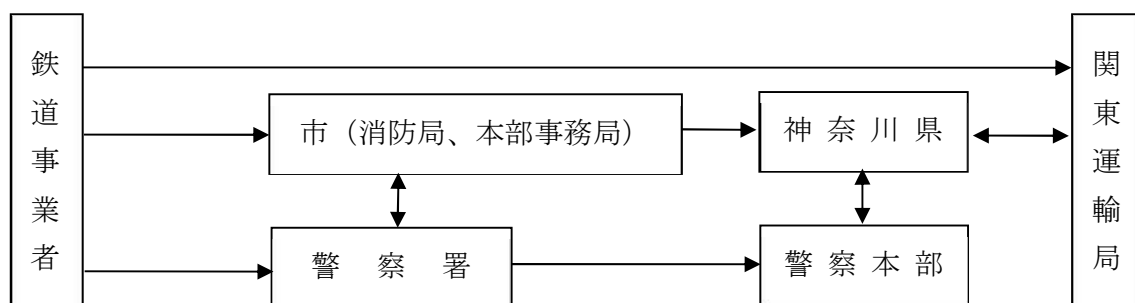 鉄道事業者
市（消防局、本部事務局）
神奈川県
関東運輸局
警察署
警察本部